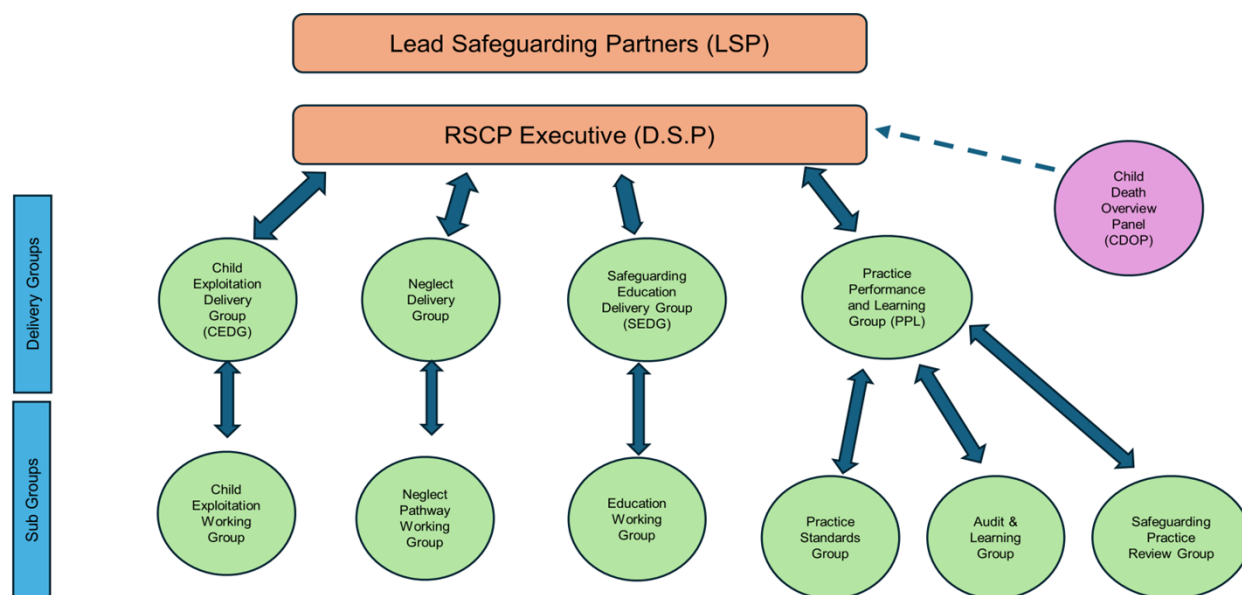 Lead Safeguarding Partners (LSP)
RSCP Executive (D.S.P)
Child
Death
Overview
Panel
(CDOP)
Delivery Groups
Child
Exploitation
Delivery
Group
(CEDG)
Neglect
Delivery
Group
Safeguarding
Education
Delivery Group
(SEDG)
Practice
Performance
and Learning
Group (PPL)
Sub Groups
Child
Exploitation
Working
Group
Neglect
Pathway
Working
Group
Education
Working
Group
Practice
Standards
Group
Audit &
Learning
Group
Safeguarding
Practice
Review Group